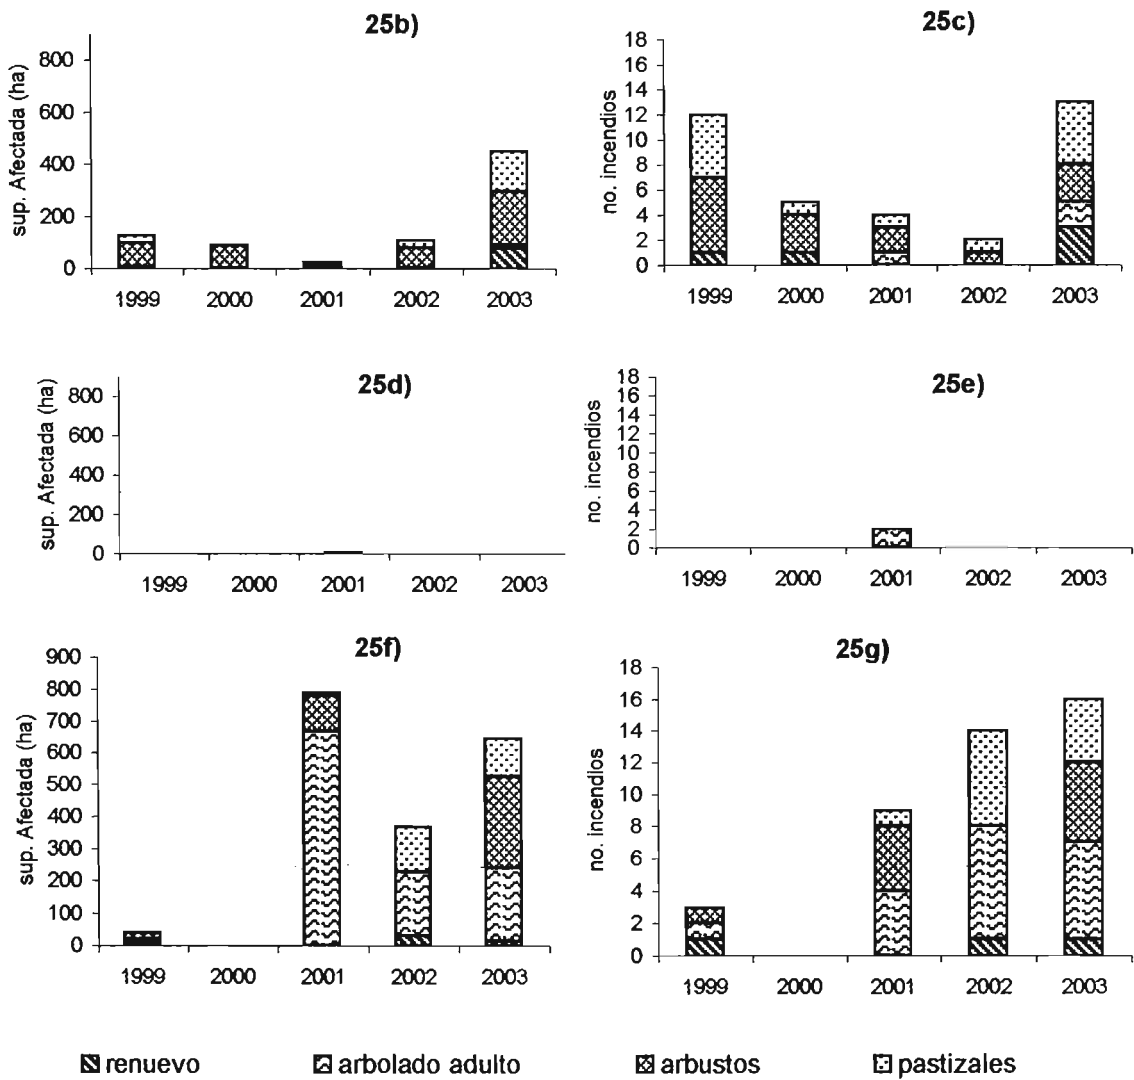 25b)
sup. Afectada (ha)
800
600
400
200
0
1999 2000 2001 2002 2003
25c)
no. incendios
18
16
14
12
10
8
6
4
2
0
1999 2000 2001 2002 2003
25d)
sup. Afectada (ha)
800
600
400
200
0
1999 2000 2001 2002 2003
25e)
no. incendios
18
16
14
12
10
8
6
4
2
0
1999 2000 2001 2002 2003
25f)
sup. Afectada (ha)
900
800
700
600
500
400
300
200
100
0
1999 2000 2001 2002 2003
25g)
no. incendios
18
16
14
12
10
8
6
4
2
0
1999 2000 2001 2002 2003
renuevo arbolado adulto arbustos pastizales